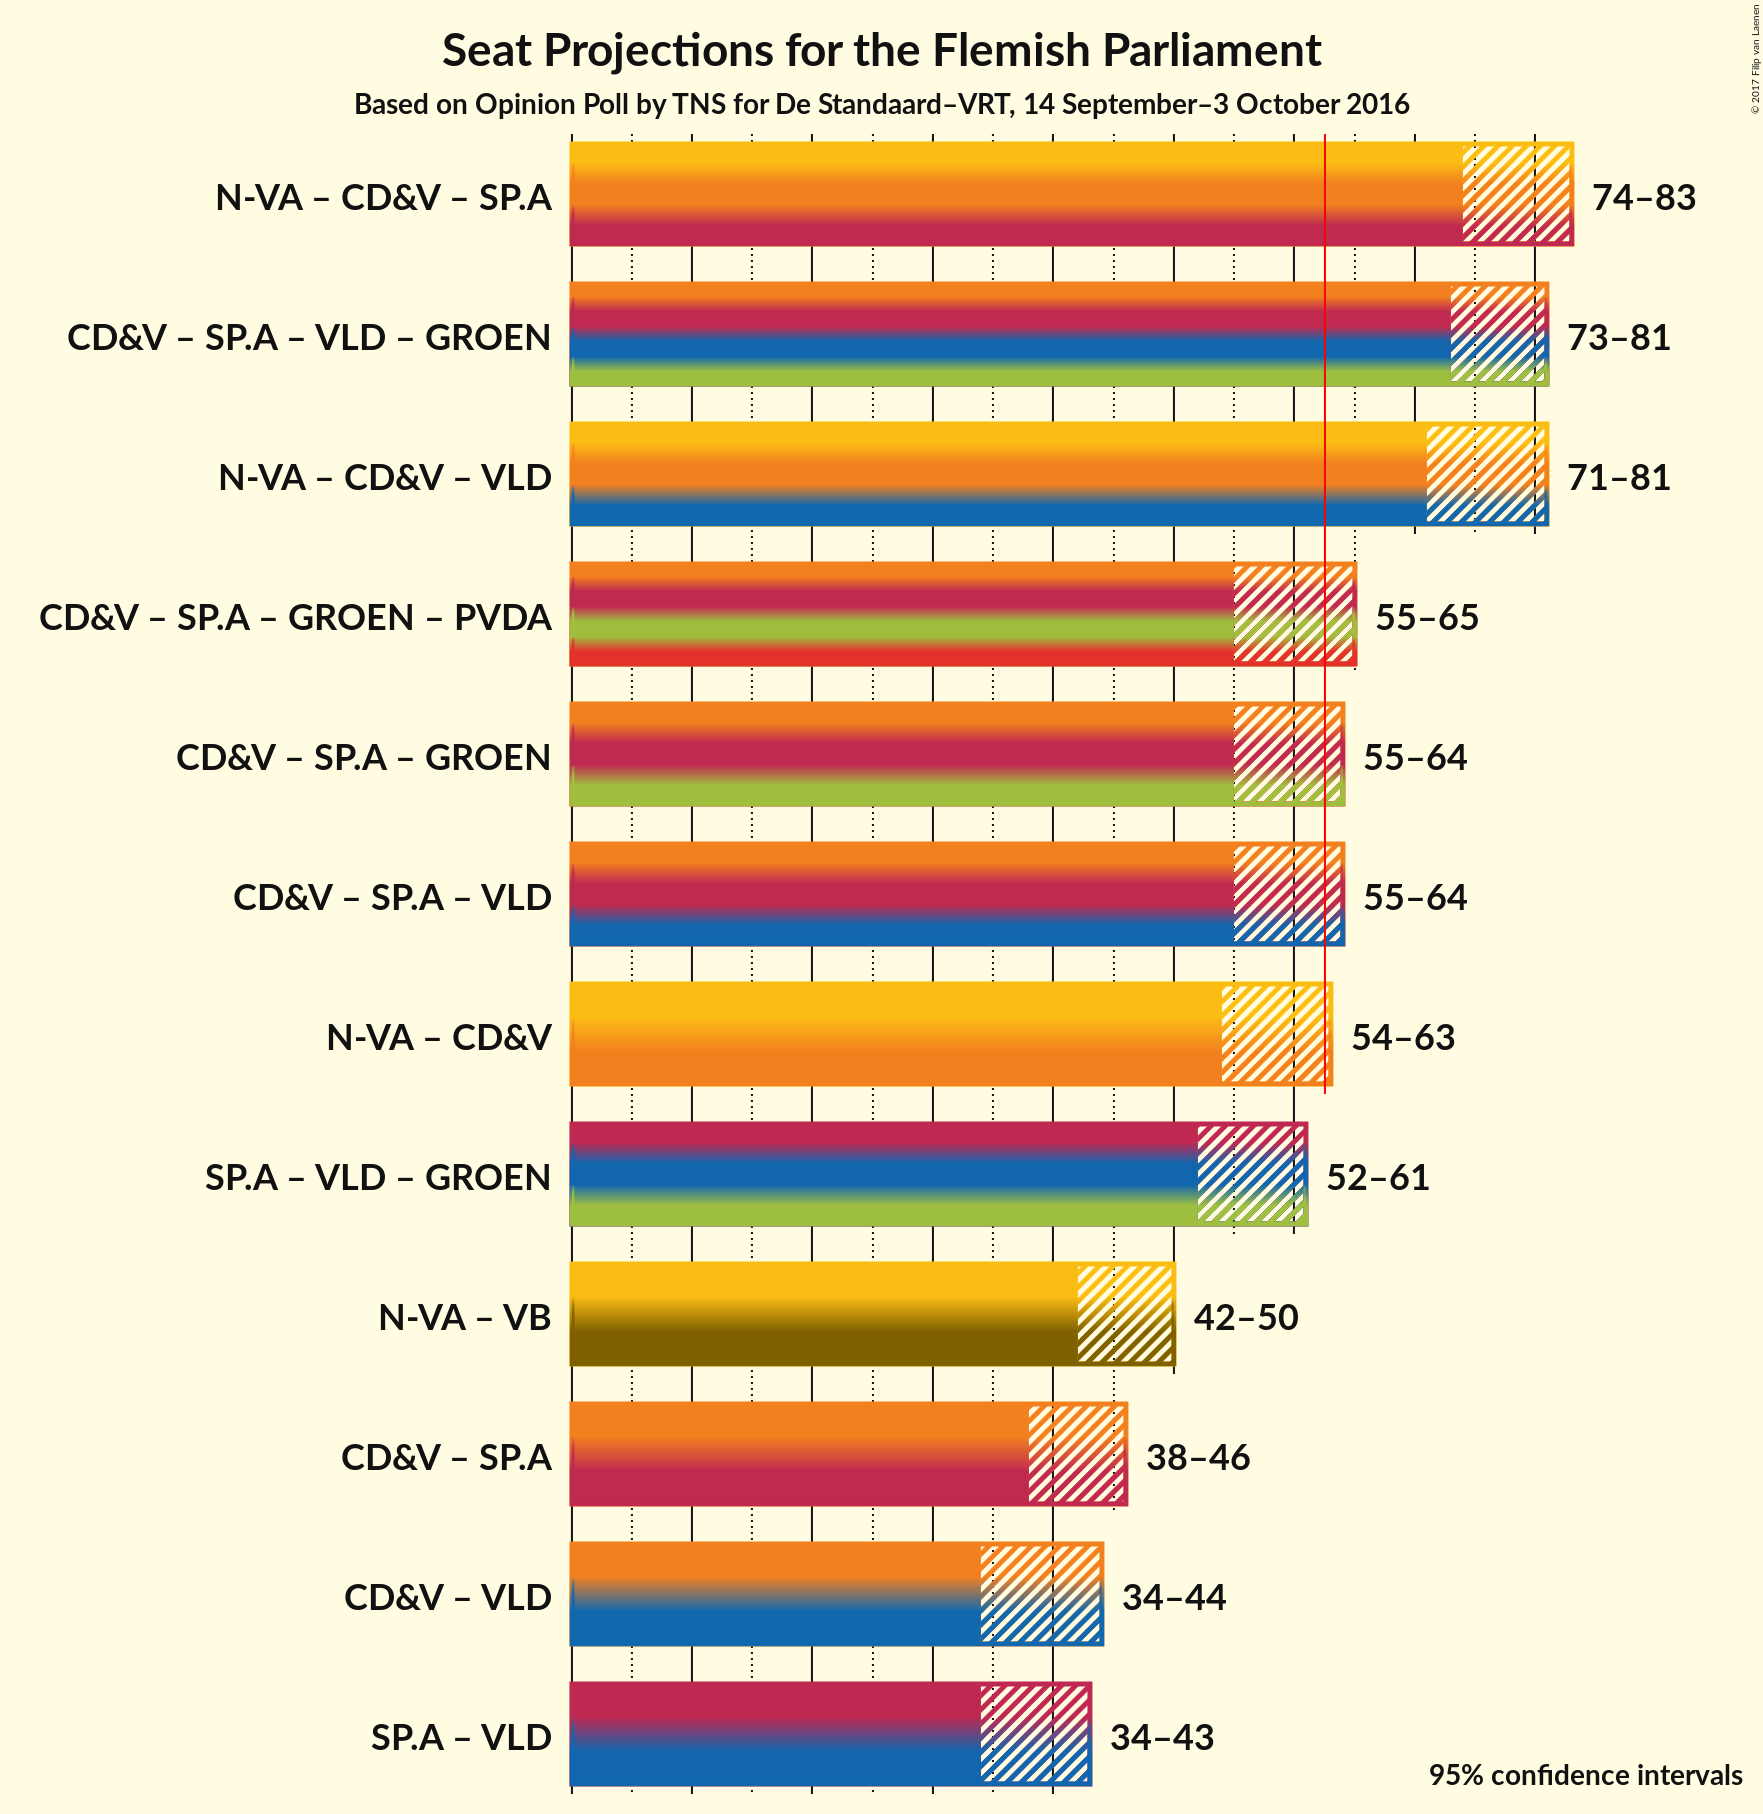 Seat Projections for the Flemish Parliament
Based on Opinion Poll by TNS for De Standaard–VRT, 14 September–3 October 2016
© 2017 Filip van Laenen
N-VA – CD&V – SP.A 74–83
CD&V – SP.A – VLD – GROEN 73–81
N-VA – CD&V – VLD 71–81
CD&V – SP.A – GROEN – PVDA 55–65
CD&V – SP.A – GROEN 55–64
CD&V – SP.A – VLD 55–64
N-VA – CD&V 54–63
SP.A – VLD – GROEN 52–61
N-VA – VB 42–50
CD&V – SP.A 38–46
CD&V – VLD 34–44
SP.A – VLD 34–43
95% confidence intervals